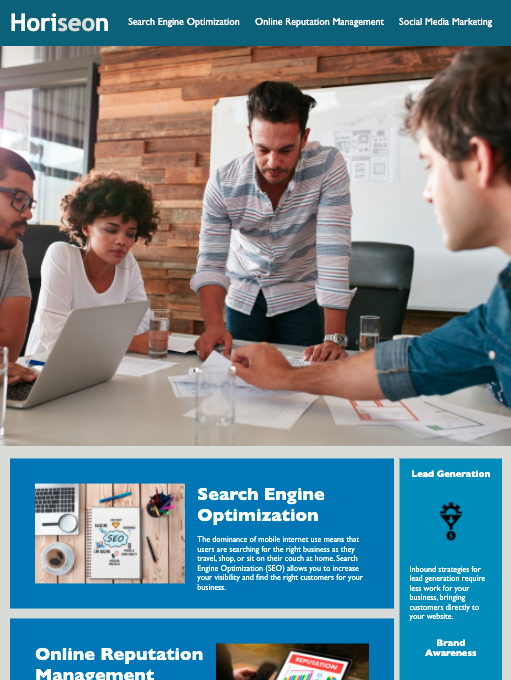 Horiseon
Search Engine Optimization
Online Reputation Management
Social Media Marketing
Search Engine
Optimization
The dominance of mobile internet use means that
users are searching for the right business as they
travel, shop, or sit on their couch at home. Search
Engine Optimization (SEO) allows you to increase
your visibility and find the right customers for your
business.
SEO
Lead Generation
Inbound strategies for
lead generation require
less work for your
business, bringing
customers directly to
your website.
Brand
Awareness
Online Reputation
Management
REPUTATION